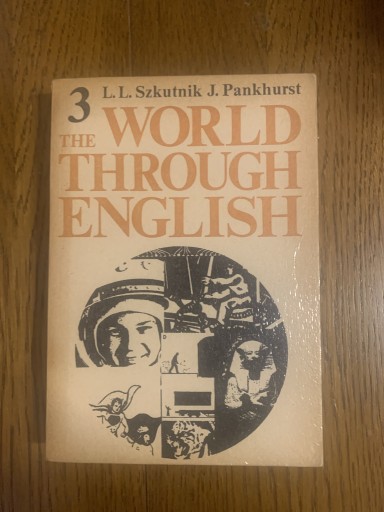 3 L. L. Szkutnik J. Pankhurst
THE WORLD
THROUGH
ENGLISH